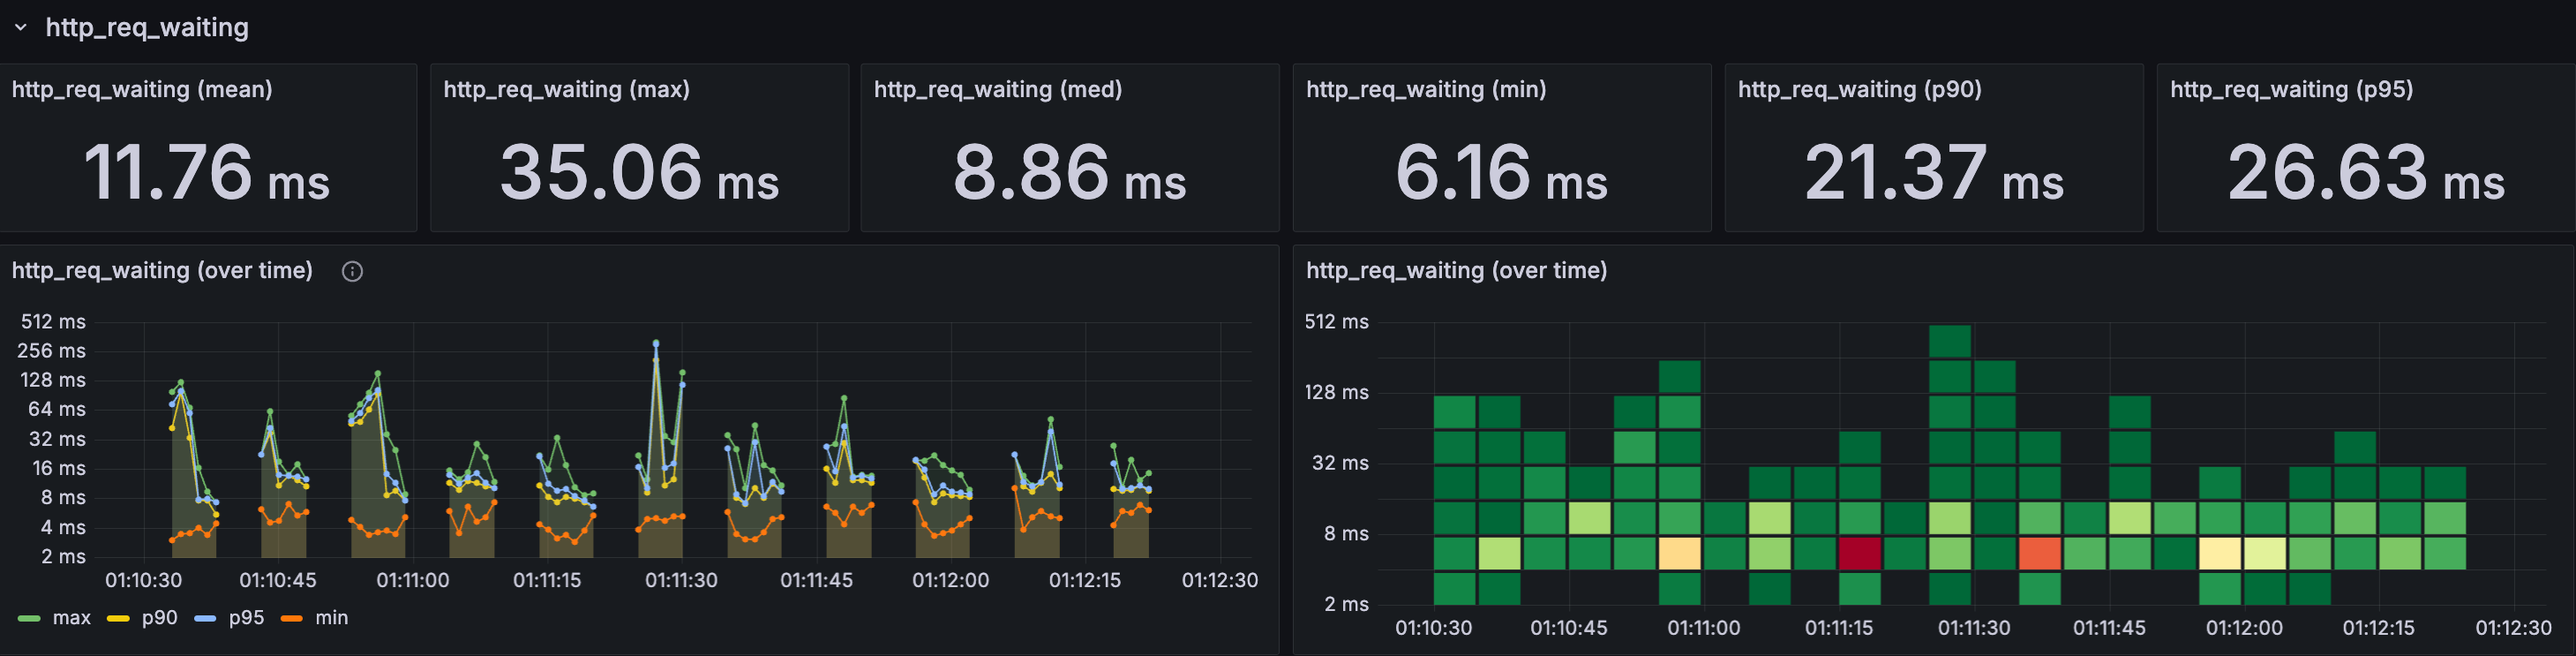 http_req_waiting
http_req_waiting (mean)
11.76 ms
http_req_waiting (max)
35.06 ms
http_req_waiting (med)
8.86 ms
http_req_waiting (min)
6.16 ms
http_req_waiting (p90)
21.37 ms
http_req_waiting (p95)
26.63 ms
http_req_waiting (over time)
512 ms
256 ms
128 ms
64 ms
32 ms
16 ms
8 ms
4 ms
2 ms
01:10:30 01:10:45 01:11:00 01:11:15 01:11:30 01:11:45 01:12:00 01:12:15 01:12:30
max p90 p95 min
http_req_waiting (over time)
512 ms
128 ms
32 ms
8 ms
2 ms
01:10:30 01:10:45 01:11:00 01:11:15 01:11:30 01:11:45 01:12:00 01:12:15 01:12:30